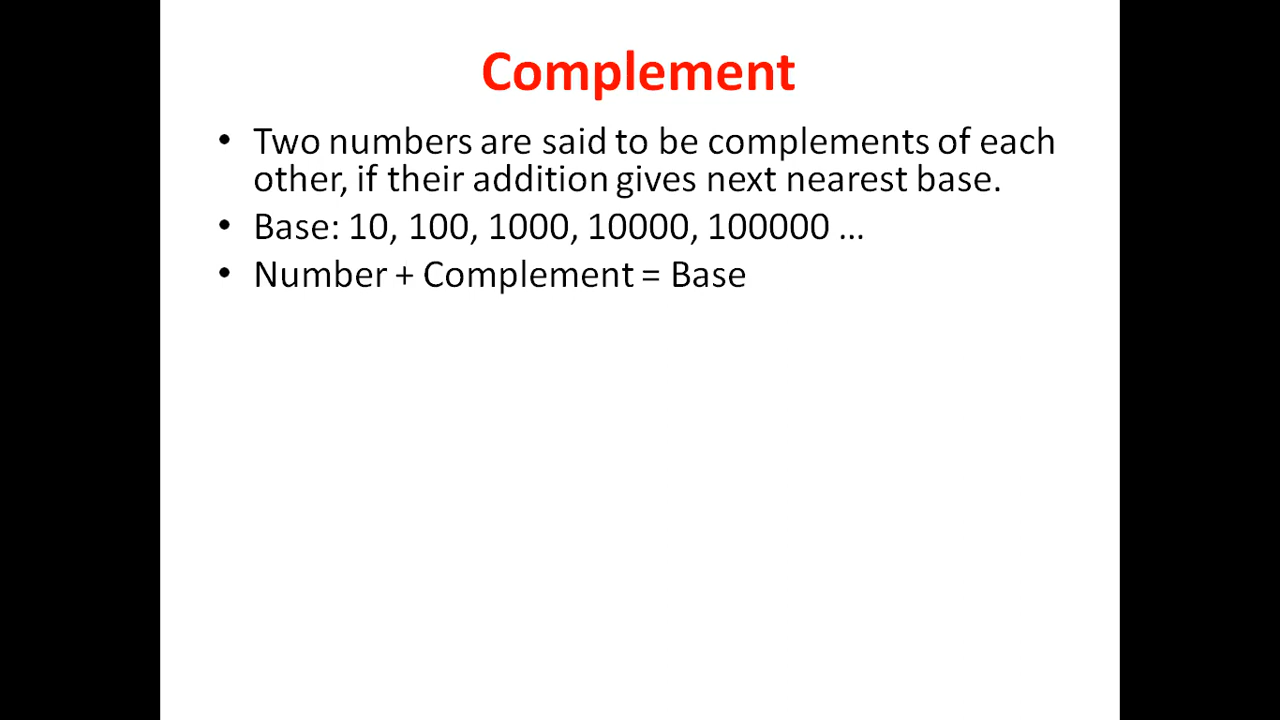 Complement
• Two numbers are said to be complements of each
other, if their addition gives next nearest base.
• Base: 10, 100, 1000, 10000, 100000 …
• Number + Complement = Base